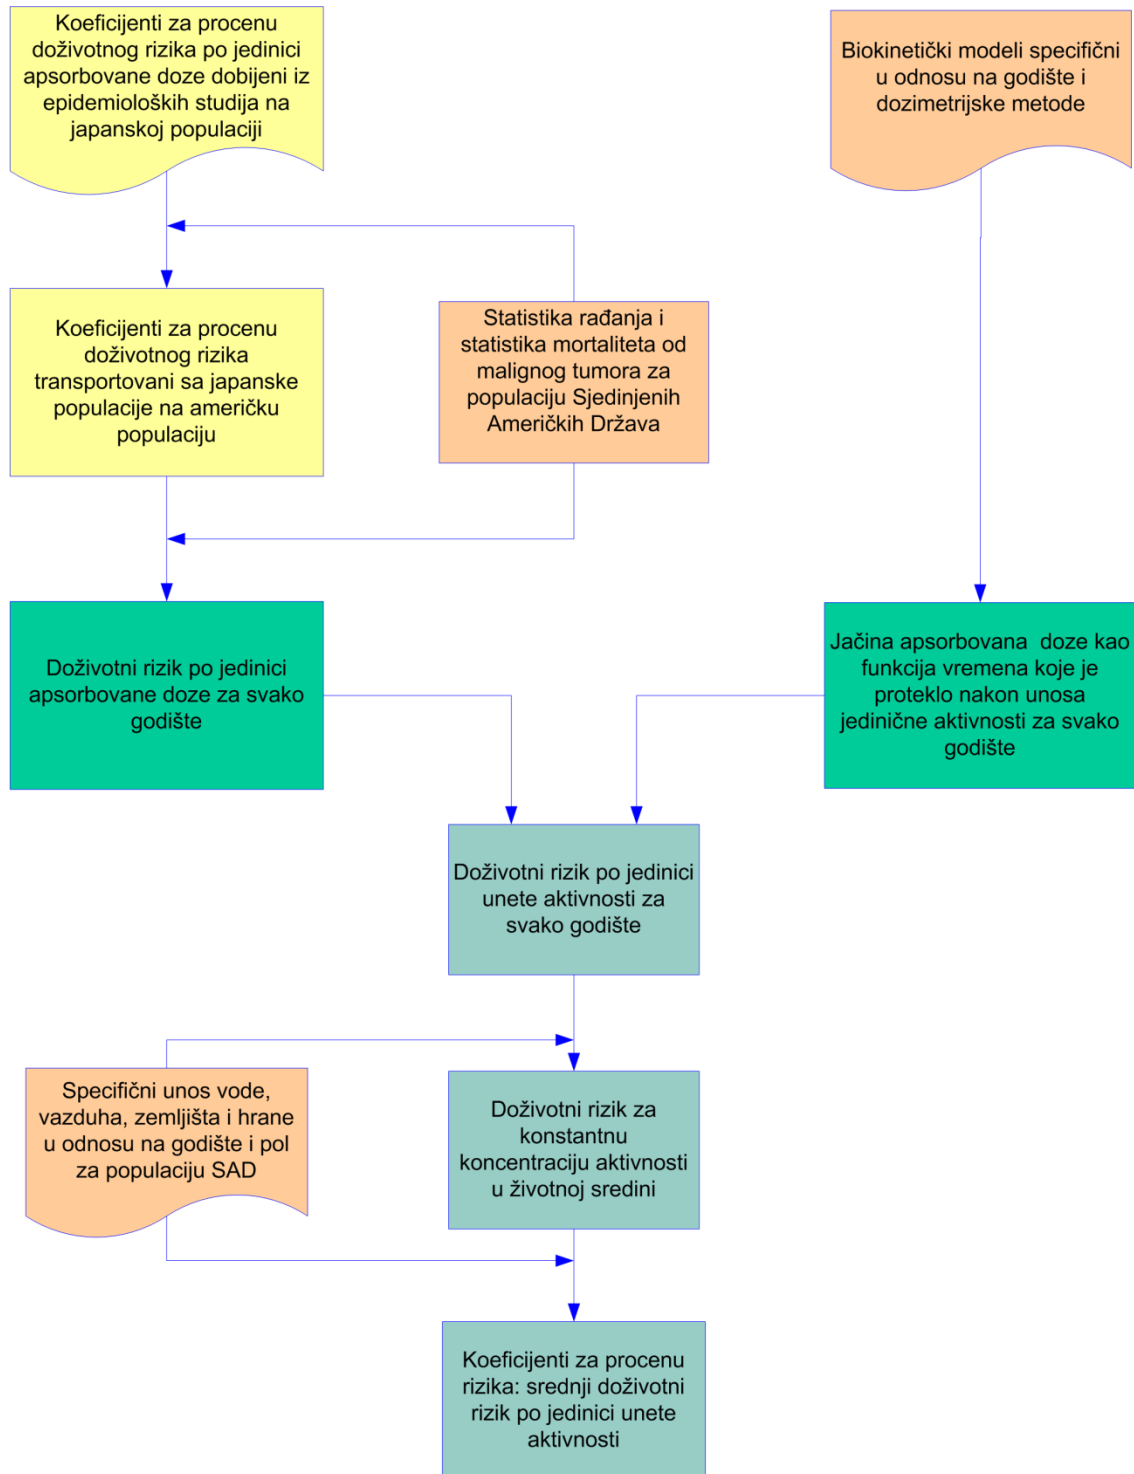 Koeficijenti za procenu
doživotnog rizika po jedinici
apsorbovane doze dobijeni iz
epidemioloških studija na
japanskoj populaciji
Biokinetički modeli specifični
u odnosu na godište i
dozimetrijske metode
Koeficijenti za procenu
doživotnog rizika
transportovani sa japanske
populacije na američku
populaciju
Statistika rađanja i
statistika mortaliteta od
malignog tumora za
populaciju Sjedinjenih
Američkih Država
Doživotni rizik po jedinici
apsorbovane doze za svako
godište
Jačina apsorbovana  doze kao
funkcija vremena koje je
proteklo nakon unosa
jedinične aktivnosti za svako
godište
Doživotni rizik po jedinici
unete aktivnosti za
svako godište
Specifični unos vode,
vazduha, zemljišta i hrane
u odnosu na godište i pol
za populaciju SAD
Doživotni rizik za
konstantnu
koncentraciju aktivnosti
u životnoj sredini
Koeficijenti za procenu
rizika: srednji doživotni
rizik po jedinici unete
aktivnosti